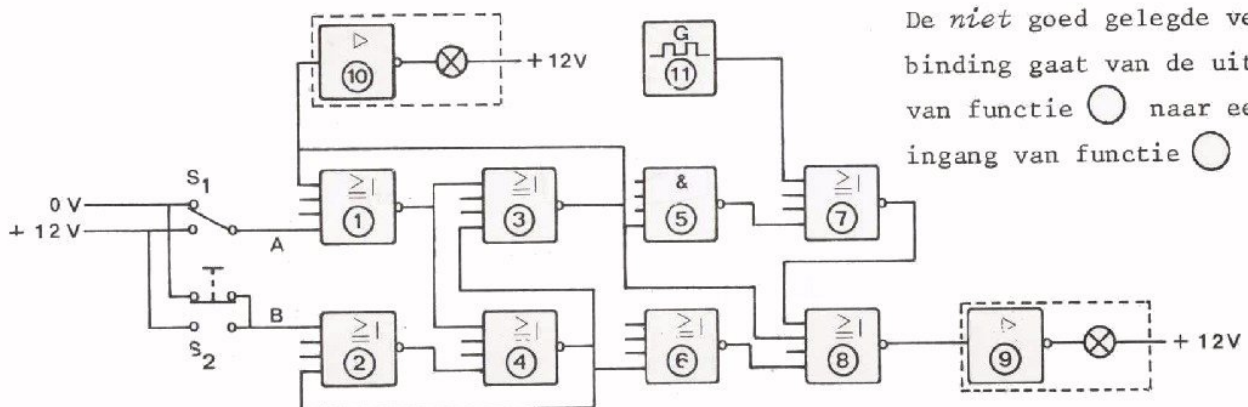 De niet goed gelegde ve
binding gaat van de uit
van functie naar ee
ingang van functie
▷
10
+ 12V
G
11
S1
0 V
+ 12 V
A
≥1
1
≥1
3
&
5
≥1
7
B
S2
≥1
2
≥1
4
≥1
6
≥1
8
▷
9
+ 12V